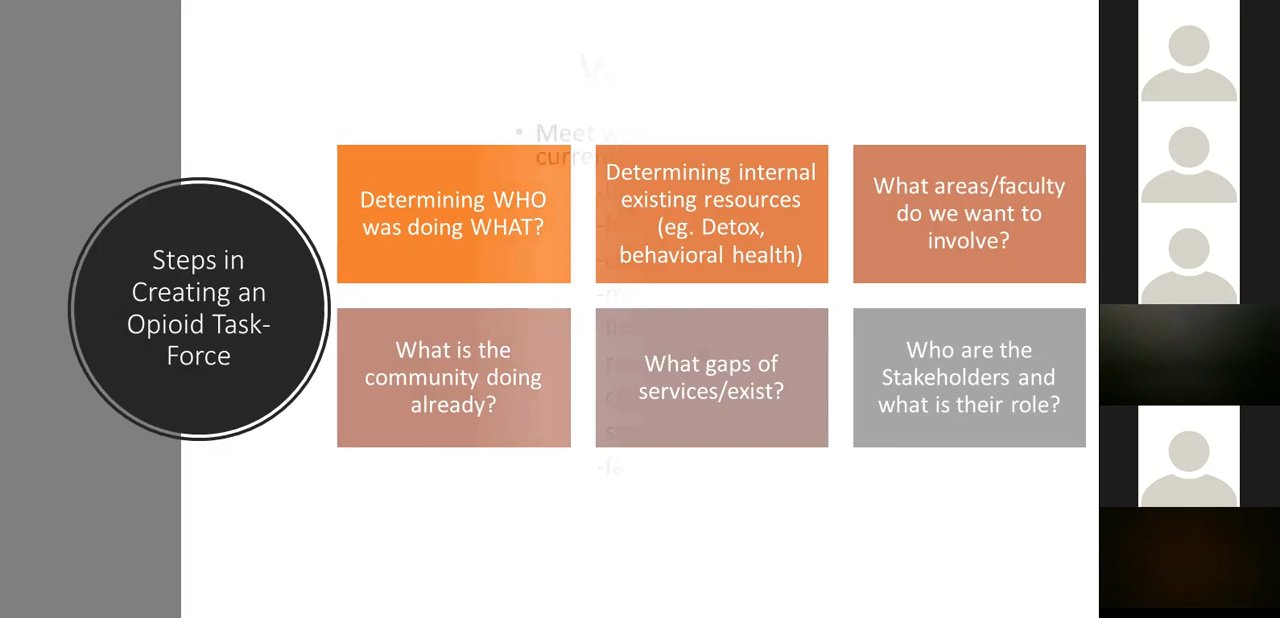 Steps in
Creating an
Opioid Task-
Force
Determining WHO
was doing WHAT?
Determining internal
existing resources
(eg. Detox,
behavioral health)
What areas/faculty
do we want to
involve?
What is the
community doing
already?
What gaps of
services/exist?
Who are the
Stakeholders and
what is their role?
• Meet